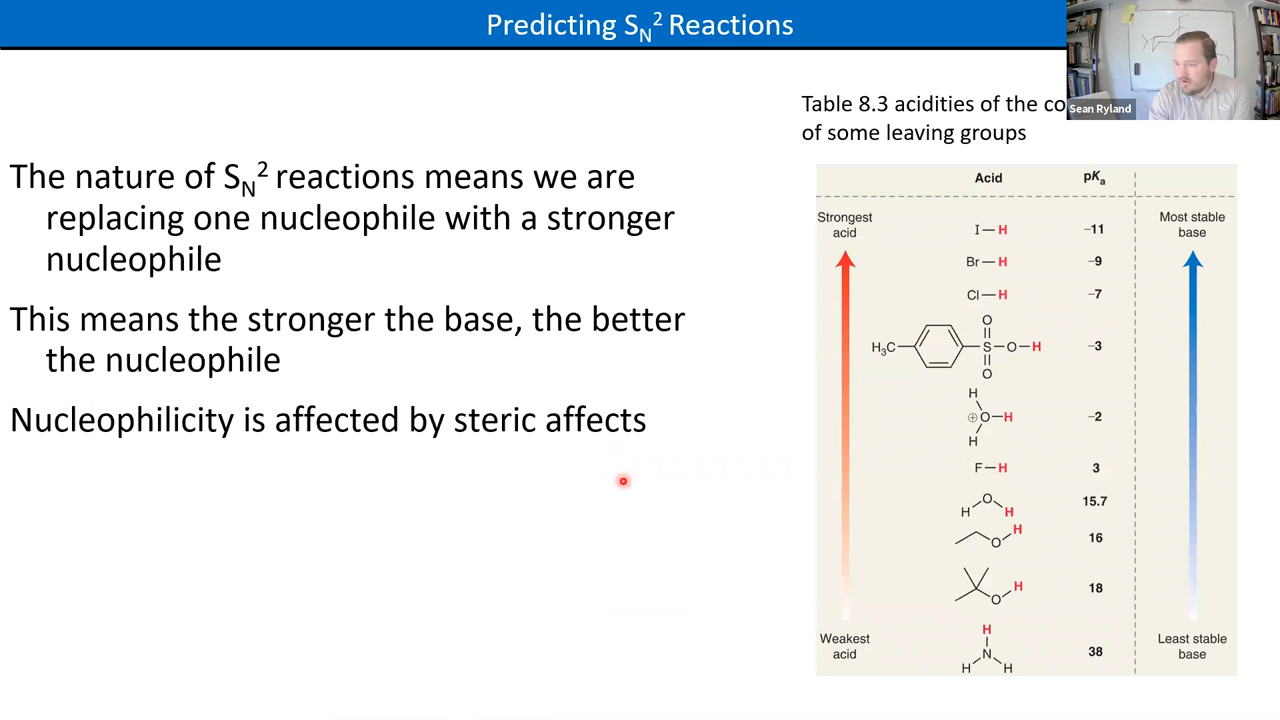 Predicting SN2 Reactions
Sean Ryland
Table 8.3 acidities of the
of some leaving groups
The nature of SN2 reactions means we are
replacing one nucleophile with a stronger
nucleophile
This means the stronger the base, the better
the nucleophile
Nucleophilicity is affected by steric affects
Acid pKa
Strongest
acid
Most stable
base
I—H −11
Br—H −9
Cl—H −7
O
H3C S—O—H −3
O
H
⊕O—H −2
H
F—H 3
O
H H 15.7
H
O 16
O H 18
H
N
H H 38
Weakest
acid
Least stable
base